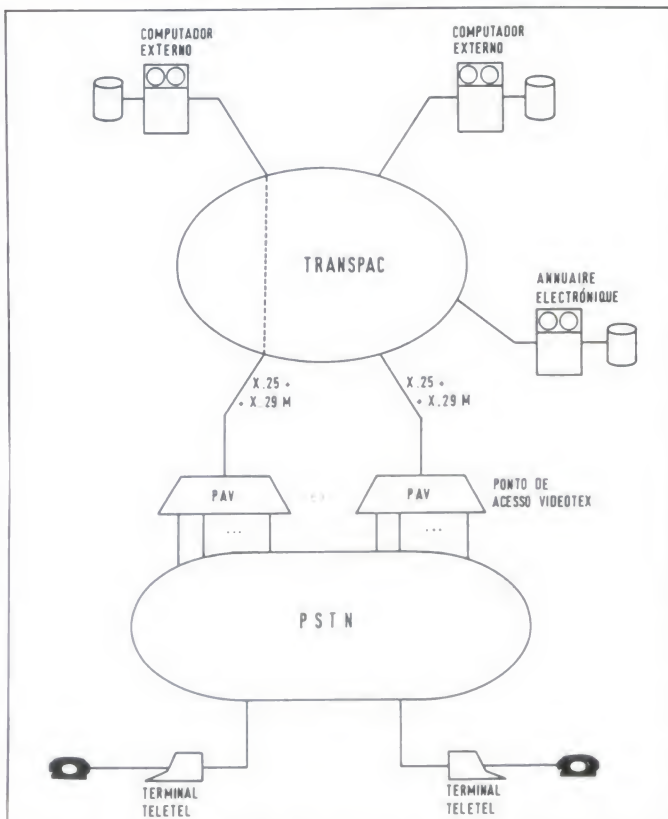 COMPUTADOR
EXTERNO
COMPUTADOR
EXTERNO
TRANSPAC
ANNUAIRE
ELECTRÓNIQUE
X.25 +
+ X.29 M
X.25 +
+ X.29 M
PAV
PAV
PONTO DE
ACESSO VIDEOTEX
...
...
PSTN
TERMINAL
TELETEL
TERMINAL
TELETEL